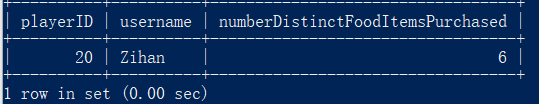 +----------+----------+-------------------------------------+
| playerID | username | numberDistinctFoodItemsPurchased |
+----------+----------+-------------------------------------+
| 20 | Zihan | 6 |
+----------+----------+-------------------------------------+
1 row in set (0.00 sec)